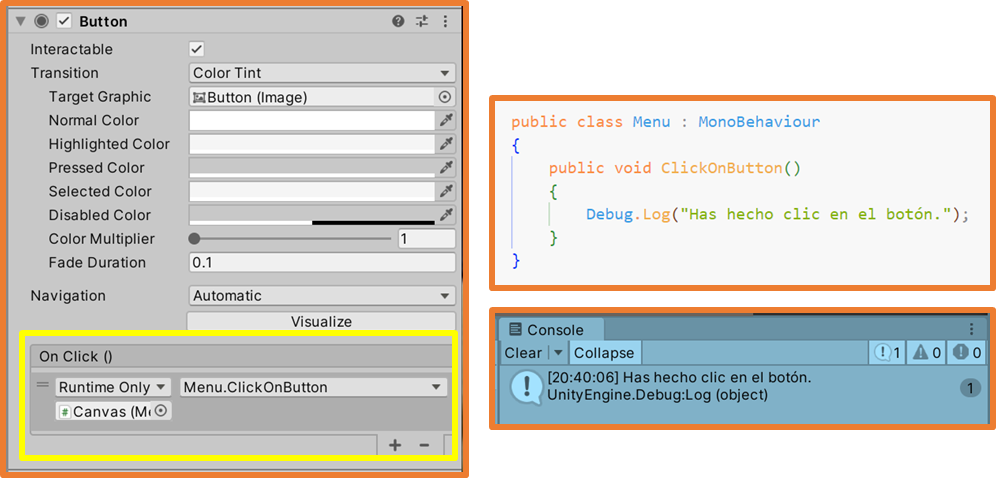 Button
Interactable
Transition Color Tint
Target Graphic Button (Image)
Normal Color
Highlighted Color
Pressed Color
Selected Color
Disabled Color
Color Multiplier 1
Fade Duration 0.1
Navigation Automatic
Visualize
On Click ()
Runtime Only Menu.ClickOnButton
# Canvas (Me
+ −
public class Menu : MonoBehaviour
{
public void ClickOnButton()
{
Debug.Log("Has hecho clic en el botón.");
}
}
Console
Clear Collapse 1 0 0
[20:40:06] Has hecho clic en el botón. 1
UnityEngine.Debug:Log (object)